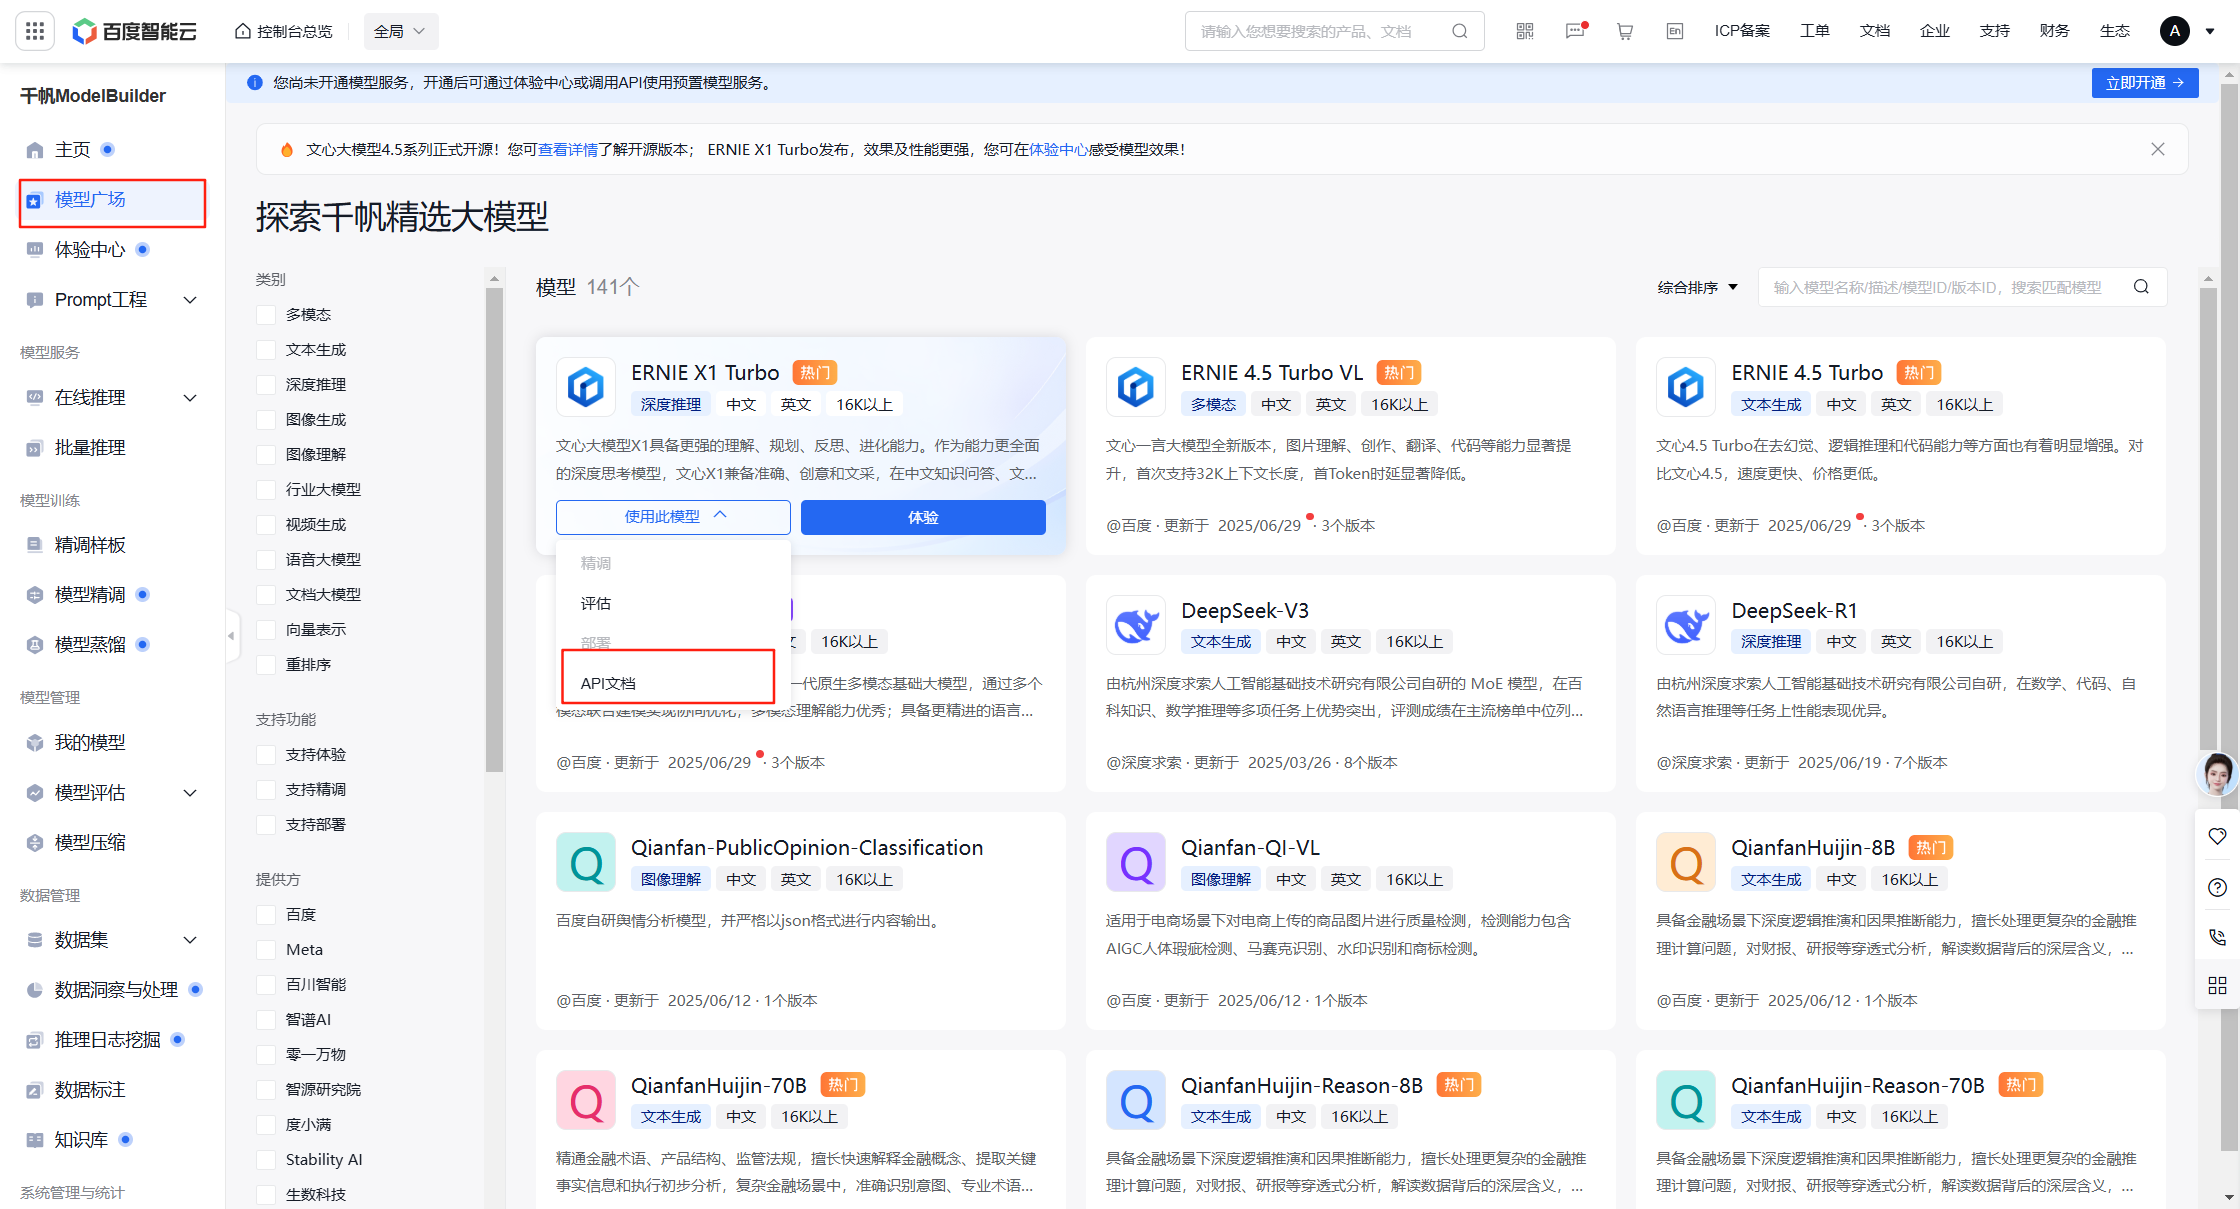 百度智能云
控制台总览
全局
请输入您想要搜索的产品、文档
En
ICP备案
工单
文档
企业
支持
财务
生态
A
千帆ModelBuilder
主页
模型广场
体验中心
Prompt工程
模型服务
在线推理
批量推理
模型训练
精调样板
模型精调
模型蒸馏
模型管理
我的模型
模型评估
模型压缩
数据管理
数据集
数据洞察与处理
推理日志挖掘
数据标注
知识库
系统管理与统计
您尚未开通模型服务，开通后可通过体验中心或调用API使用预置模型服务。
立即开通
文心大模型4.5系列正式开源！您可查看详情了解开源版本； ERNIE X1 Turbo发布，效果及性能更强，您可在体验中心感受模型效果！
探索千帆精选大模型
类别
多模态
文本生成
深度推理
图像生成
图像理解
行业大模型
视频生成
语音大模型
文档大模型
向量表示
重排序
支持功能
支持体验
支持精调
支持部署
提供方
百度
Meta
百川智能
智谱AI
零一万物
智源研究院
度小满
Stability AI
生数科技
模型 141个
综合排序
输入模型名称/描述/模型ID/版本ID，搜索匹配模型
ERNIE X1 Turbo 热门
深度推理 中文 英文 16K以上
文心大模型X1具备更强的理解、规划、反思、进化能力。作为能力更全面
的深度思考模型，文心X1兼备准确、创意和文采，在中文知识问答、文...
使用此模型
体验
精调
评估
部署
API文档
ERNIE 4.5 Turbo VL 热门
多模态 中文 英文 16K以上
文心一言大模型全新版本，图片理解、创作、翻译、代码等能力显著提
升，首次支持32K上下文长度，首Token时延显著降低。
@百度 · 更新于 2025/06/29 · 3个版本
ERNIE 4.5 Turbo 热门
文本生成 中文 英文 16K以上
文心4.5 Turbo在去幻觉、逻辑推理和代码能力等方面也有着明显增强。对
比文心4.5，速度更快、价格更低。
@百度 · 更新于 2025/06/29 · 3个版本
16K以上
一代原生多模态基础大模型，通过多个
模态联合建模实现协同优化，多模态理解能力优秀；具备更精进的语言...
@百度 · 更新于 2025/06/29 · 3个版本
DeepSeek-V3
文本生成 中文 英文 16K以上
由杭州深度求索人工智能基础技术研究有限公司自研的 MoE 模型，在百
科知识、数学推理等多项任务上优势突出，评测成绩在主流榜单中位列...
@深度求索 · 更新于 2025/03/26 · 8个版本
DeepSeek-R1
深度推理 中文 英文 16K以上
由杭州深度求索人工智能基础技术研究有限公司自研，在数学、代码、自
然语言推理等任务上性能表现优异。
@深度求索 · 更新于 2025/06/19 · 7个版本
Q
Qianfan-PublicOpinion-Classification
图像理解 中文 英文 16K以上
百度自研舆情分析模型，并严格以json格式进行内容输出。
@百度 · 更新于 2025/06/12 · 1个版本
Q
Qianfan-QI-VL
图像理解 中文 英文 16K以上
适用于电商场景下对电商上传的商品图片进行质量检测，检测能力包含
AIGC人体瑕疵检测、马赛克识别、水印识别和商标检测。
@百度 · 更新于 2025/06/12 · 1个版本
Q
QianfanHuijin-8B 热门
文本生成 中文 16K以上
具备金融场景下深度逻辑推演和因果推断能力，擅长处理更复杂的金融推
理计算问题，对财报、研报等穿透式分析，解读数据背后的深层含义，...
@百度 · 更新于 2025/06/12 · 1个版本
Q
QianfanHuijin-70B 热门
文本生成 中文 16K以上
精通金融术语、产品结构、监管法规，擅长快速解释金融概念、提取关键
事实信息和执行初步分析，复杂金融场景中，准确识别意图、专业术语...
Q
QianfanHuijin-Reason-8B 热门
文本生成 中文 16K以上
具备金融场景下深度逻辑推演和因果推断能力，擅长处理更复杂的金融推
理计算问题，对财报、研报等穿透式分析，解读数据背后的深层含义，...
Q
QianfanHuijin-Reason-70B 热门
文本生成 中文 16K以上
具备金融场景下深度逻辑推演和因果推断能力，擅长处理更复杂的金融推
理计算问题，对财报、研报等穿透式分析，解读数据背后的深层含义，...